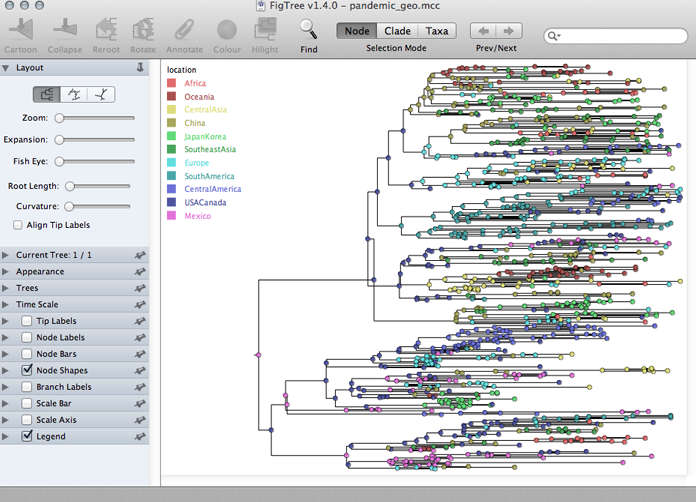 FigTree v1.4.0 - pandemic_geo.mcc
Cartoon Collapse Reroot Rotate Annotate Colour Hilight Find
Node Clade Taxa
Selection Mode
Prev/Next
Layout
Zoom:
Expansion:
Fish Eye:
Root Length:
Curvature:
Align Tip Labels
Current Tree: 1 / 1
Appearance
Trees
Time Scale
Tip Labels
Node Labels
Node Bars
Node Shapes
Branch Labels
Scale Bar
Scale Axis
Legend
location
Africa
Oceania
CentralAsia
China
JapanKorea
SoutheastAsia
Europe
SouthAmerica
CentralAmerica
USACanada
Mexico